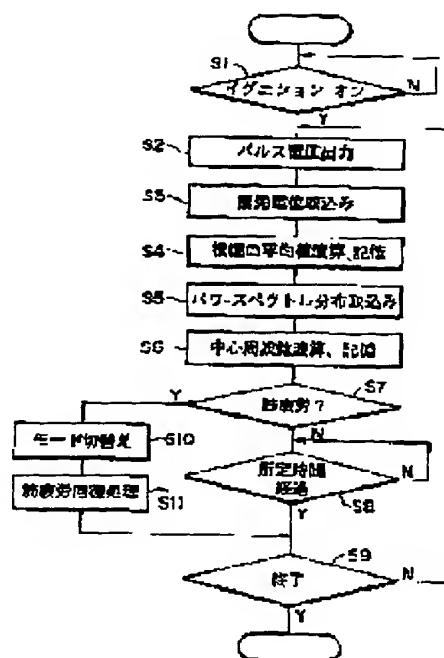 S1
イグニション オン
N
Y
S2
パルス電圧出力
S3
誘発電位取込み
S4
振幅の平均値演算、記憶
S5
パワースペクトル分布取込み
S6
中心周波数演算、記憶
S7
筋疲労?
Y
N
モード切替え
S10
所定時間
経過
N
S8
筋疲労回復処理
S11
Y
S9
終了
N
Y